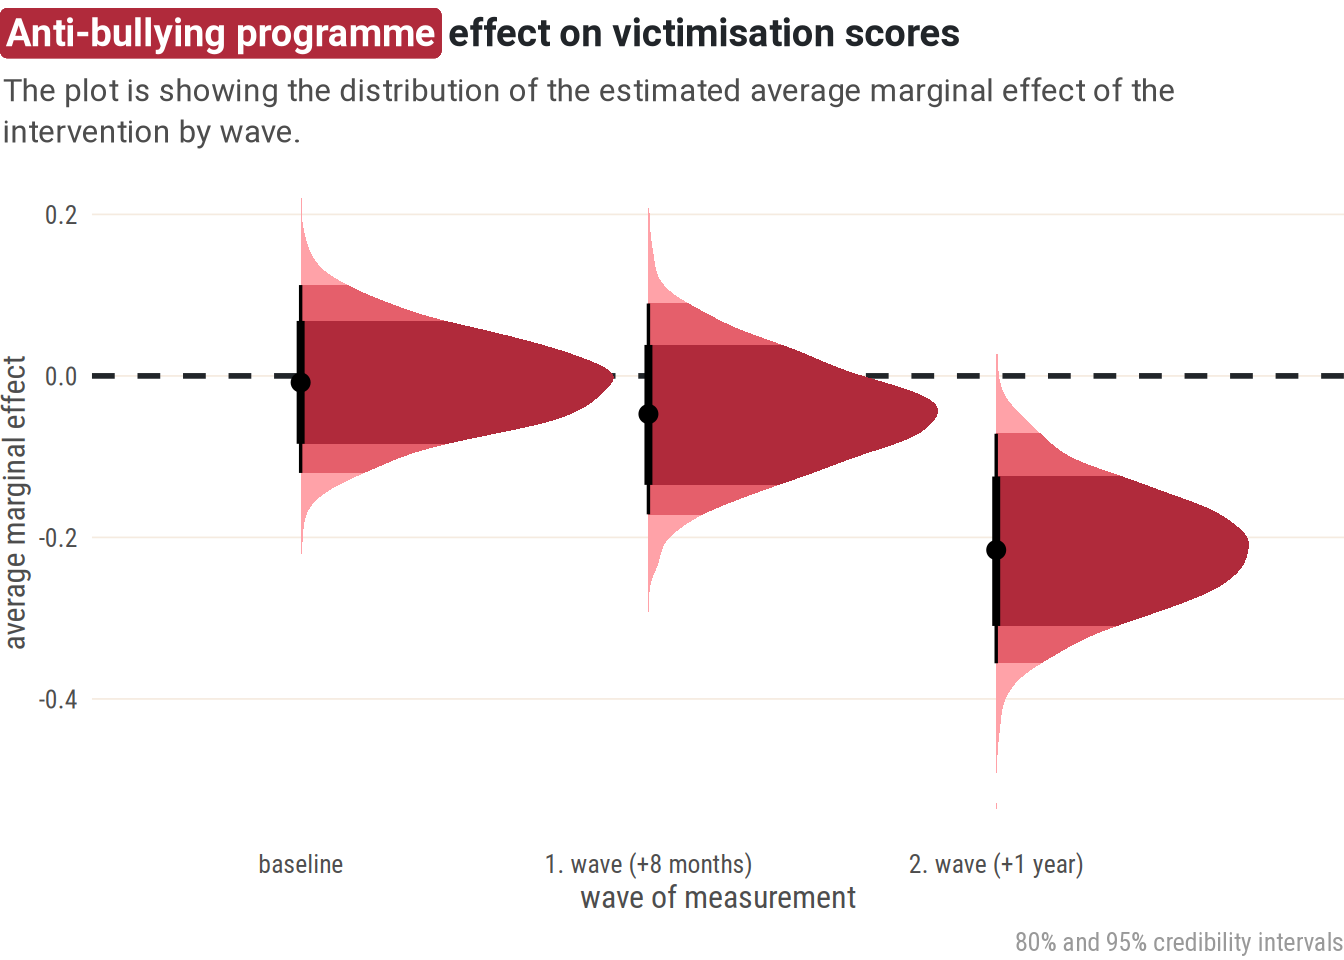 Anti-bullying programme effect on victimisation scores
The plot is showing the distribution of the estimated average marginal effect of the
intervention by wave.
average marginal effect
0.2
0.0
-0.2
-0.4
baseline
1. wave (+8 months)
2. wave (+1 year)
wave of measurement
80% and 95% credibility intervals